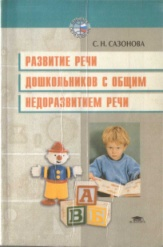 С. Н. САЗОНОВА
РАЗВИТИЕ РЕЧИ
ДОШКОЛЬНИКОВ С ОБЩИМ
НЕДОРАЗВИТИЕМ РЕЧИ
А
Б
В